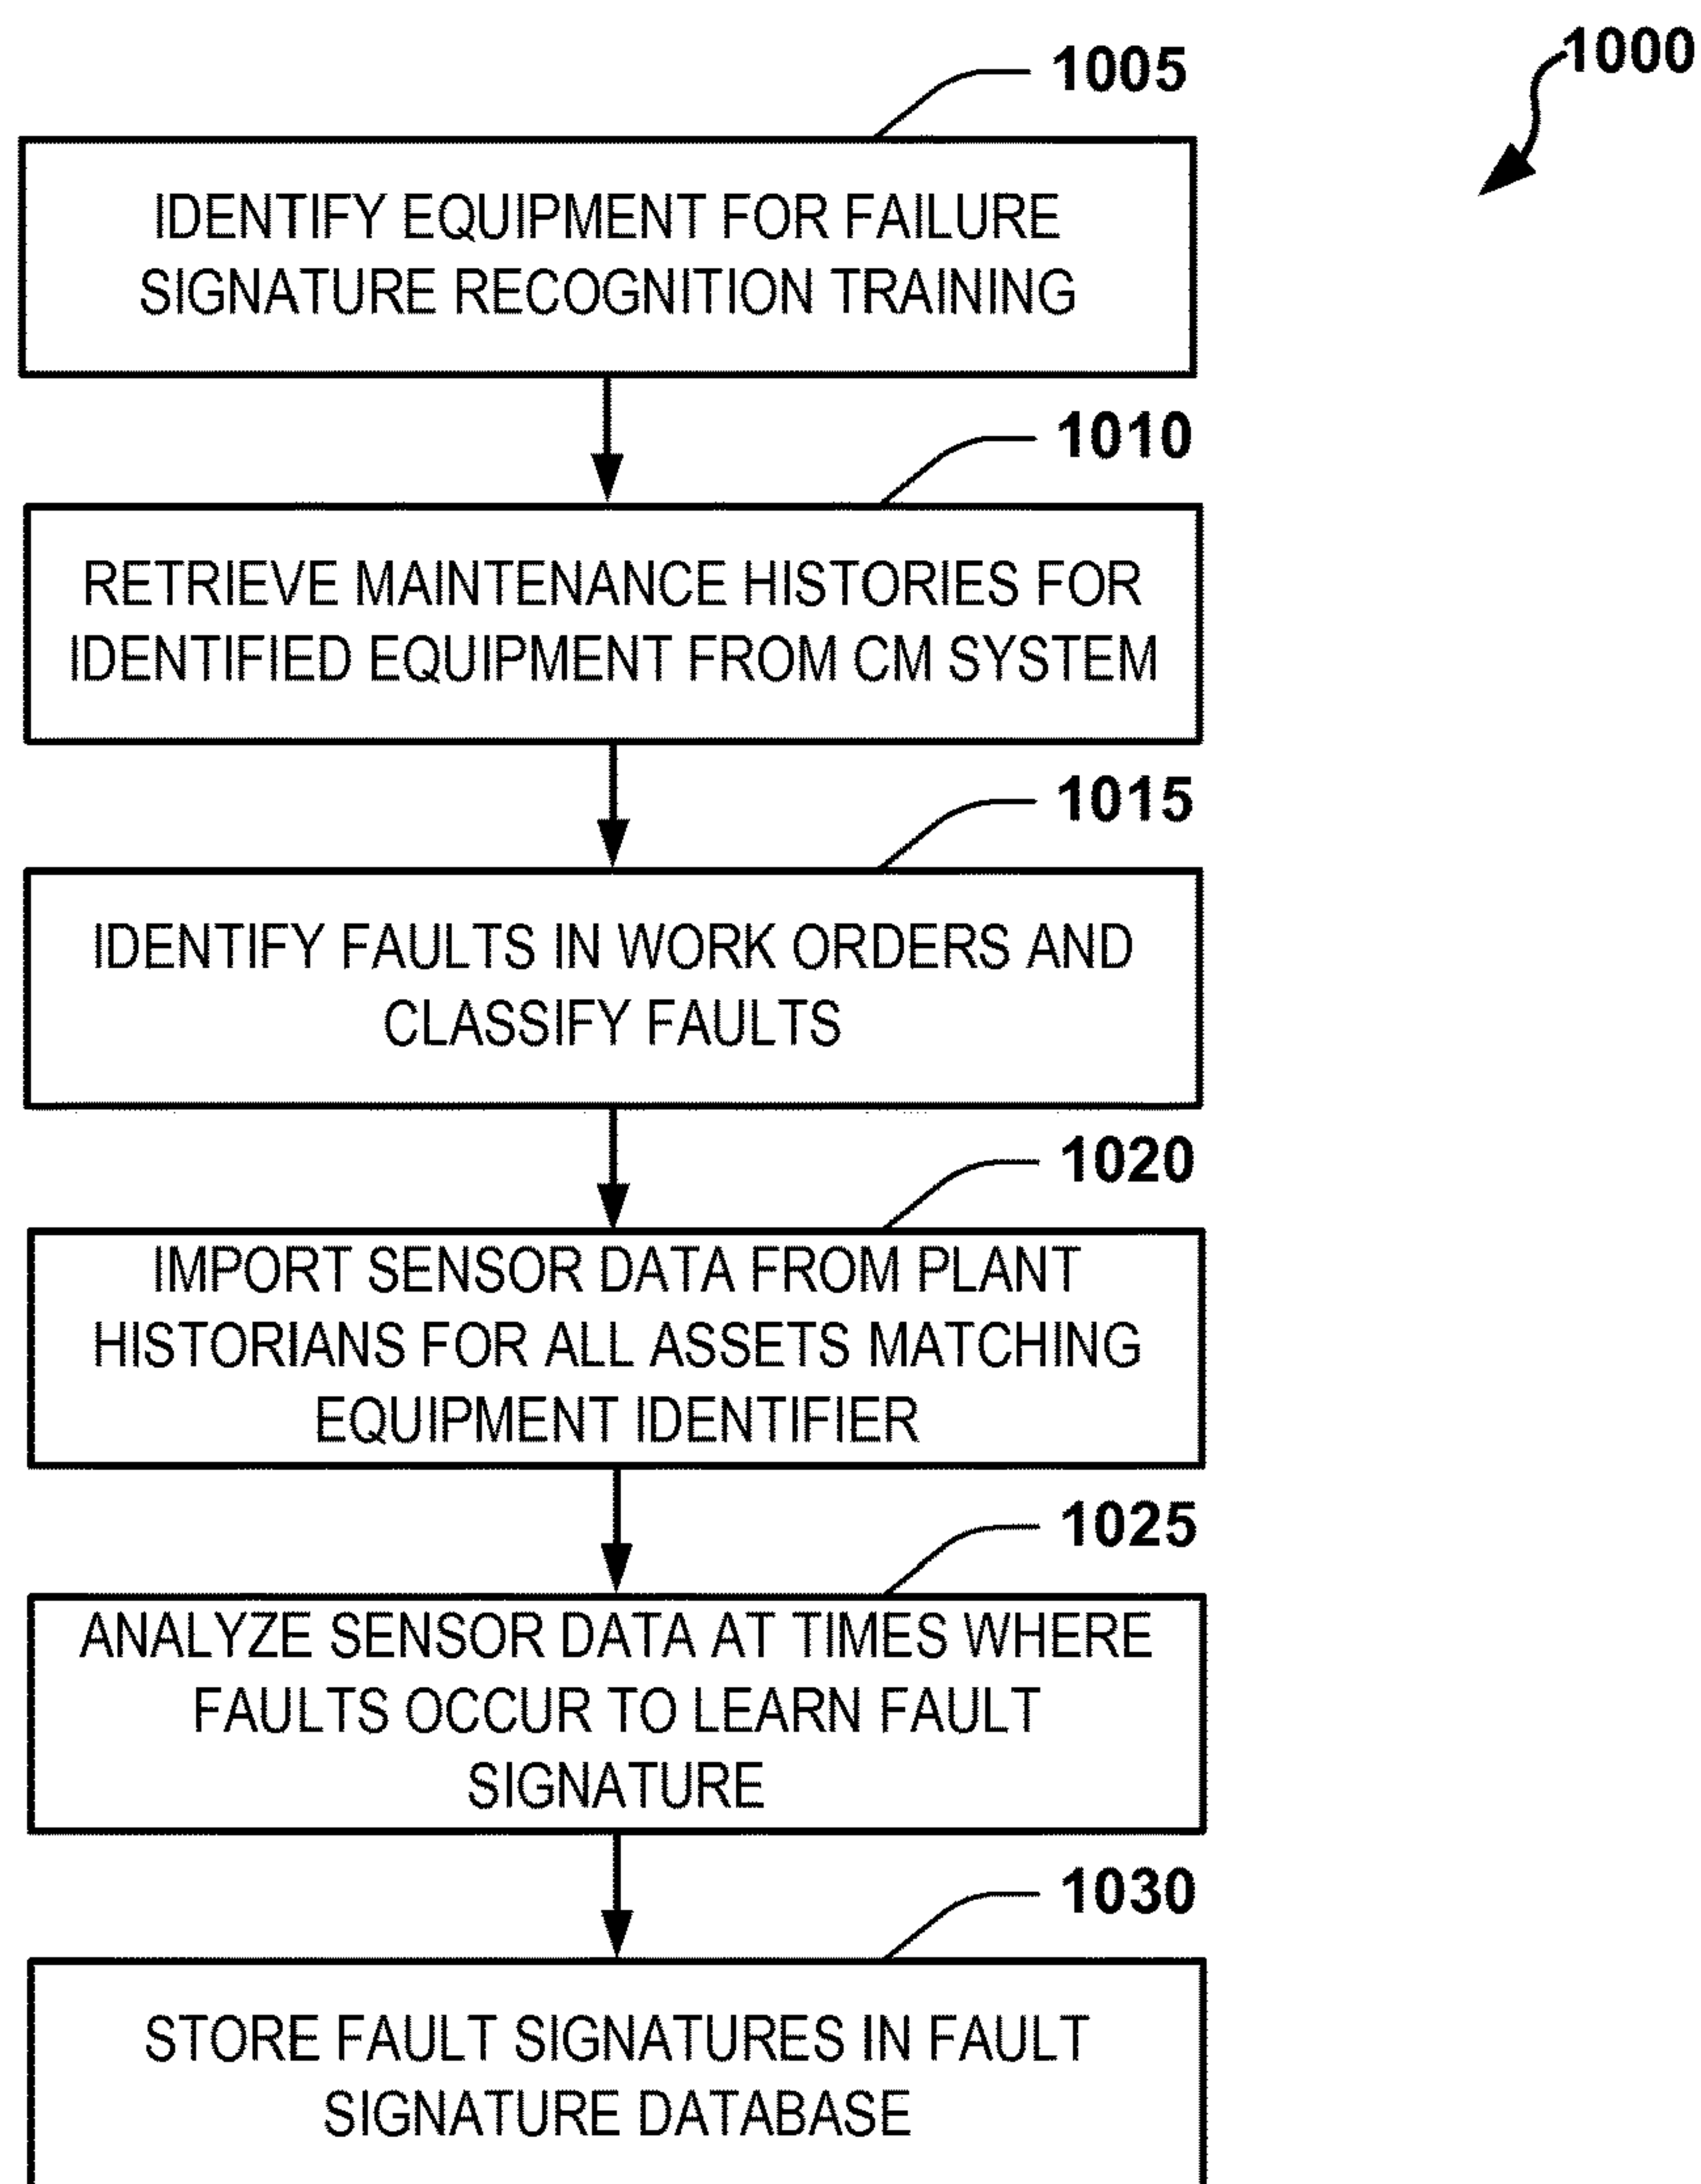 1000
1005
IDENTIFY EQUIPMENT FOR FAILURE
SIGNATURE RECOGNITION TRAINING
1010
RETRIEVE MAINTENANCE HISTORIES FOR
IDENTIFIED EQUIPMENT FROM CM SYSTEM
1015
IDENTIFY FAULTS IN WORK ORDERS AND
CLASSIFY FAULTS
1020
IMPORT SENSOR DATA FROM PLANT
HISTORIANS FOR ALL ASSETS MATCHING
EQUIPMENT IDENTIFIER
1025
ANALYZE SENSOR DATA AT TIMES WHERE
FAULTS OCCUR TO LEARN FAULT
SIGNATURE
1030
STORE FAULT SIGNATURES IN FAULT
SIGNATURE DATABASE